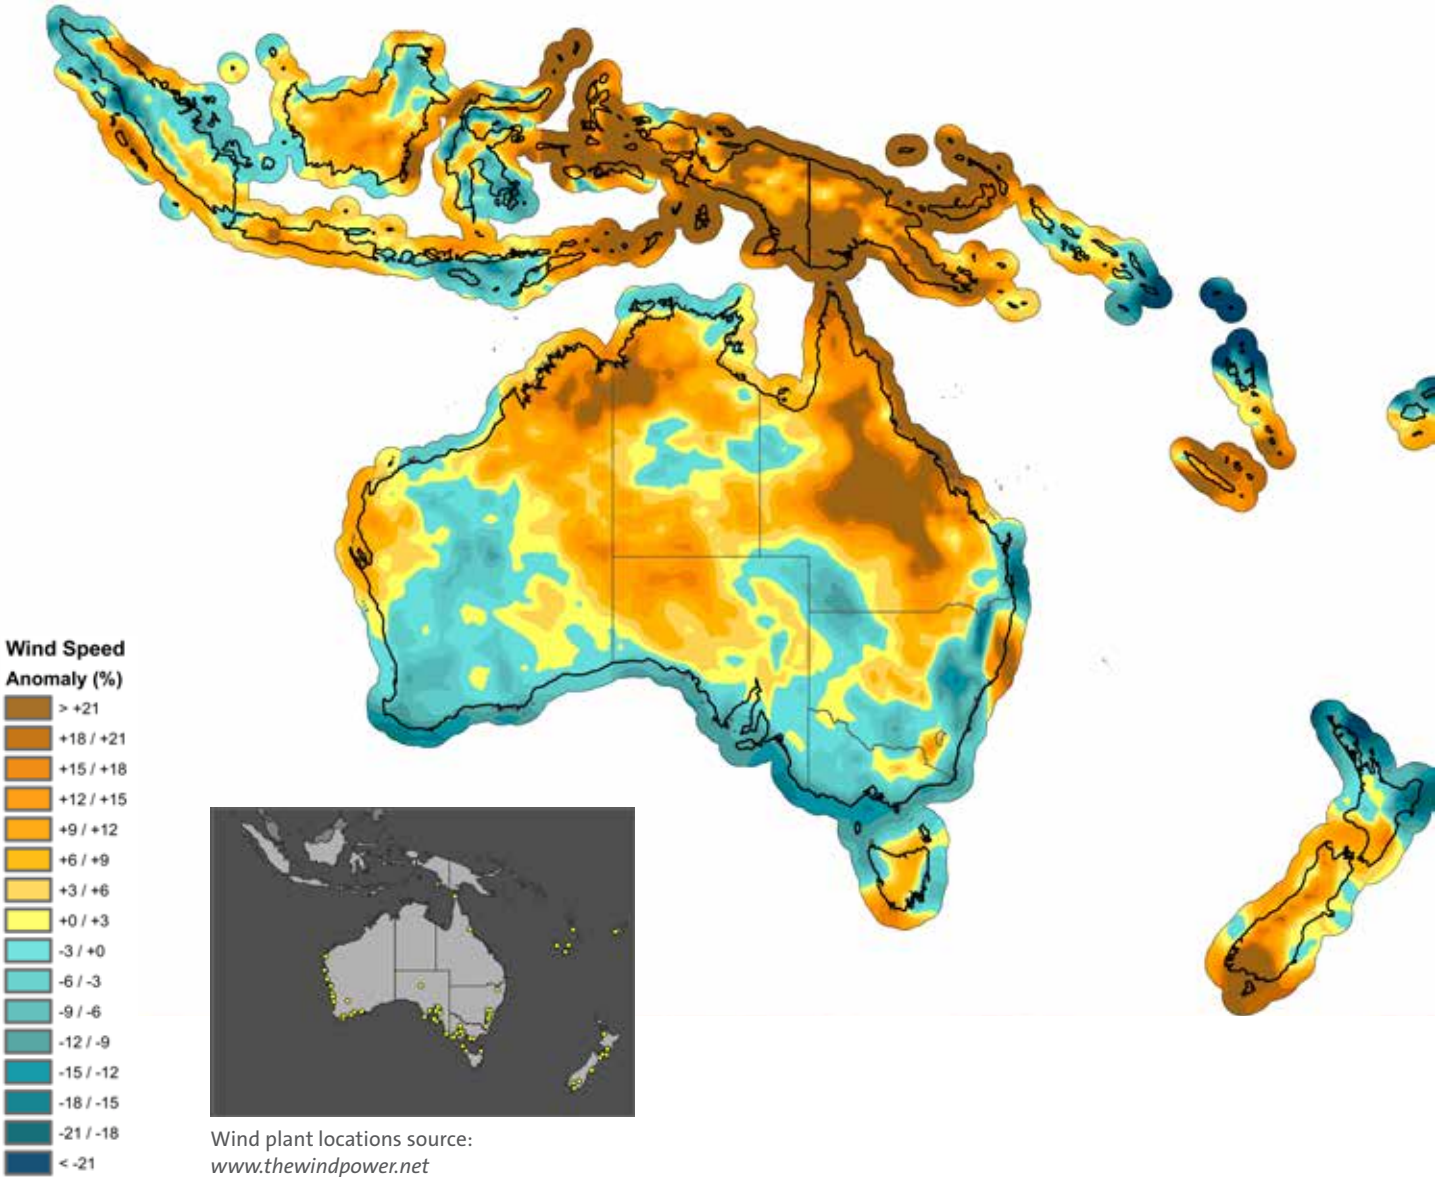 Wind Speed
Anomaly (%)
> +21
+18 / +21
+15 / +18
+12 / +15
+9 / +12
+6 / +9
+3 / +6
+0 / +3
-3 / +0
-6 / -3
-9 / -6
-12 / -9
-15 / -12
-18 / -15
-21 / -18
< -21
Wind plant locations source:
www.thewindpower.net